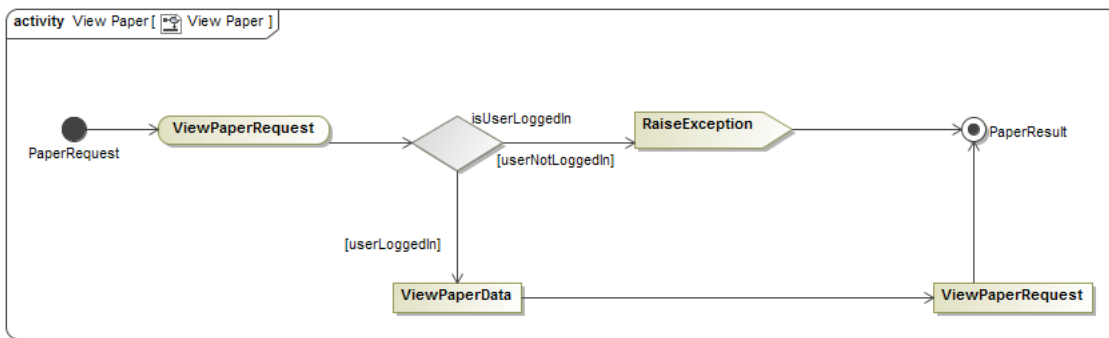 activity View Paper [ View Paper ]
isUserLoggedIn
ViewPaperRequest
RaiseException
PaperRequest
PaperResult
[userNotLoggedIn]
[userLoggedIn]
ViewPaperData
ViewPaperRequest